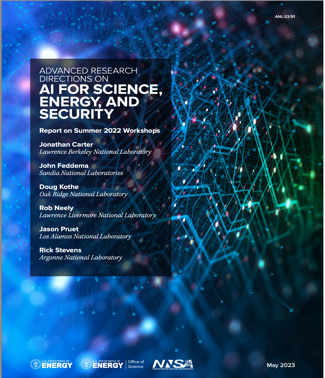 ANL-22/91
ADVANCED RESEARCH
DIRECTIONS ON
AI FOR SCIENCE,
ENERGY, AND
SECURITY
Report on Summer 2022 Workshops
Jonathan Carter
Lawrence Berkeley National Laboratory
John Feddema
Sandia National Laboratories
Doug Kothe
Oak Ridge National Laboratory
Rob Neely
Lawrence Livermore National Laboratory
Jason Pruet
Los Alamos National Laboratory
Rick Stevens
Argonne National Laboratory
U.S. DEPARTMENT OF
ENERGY
U.S. DEPARTMENT OF
ENERGY
Office of
Science
NNSA
May 2023